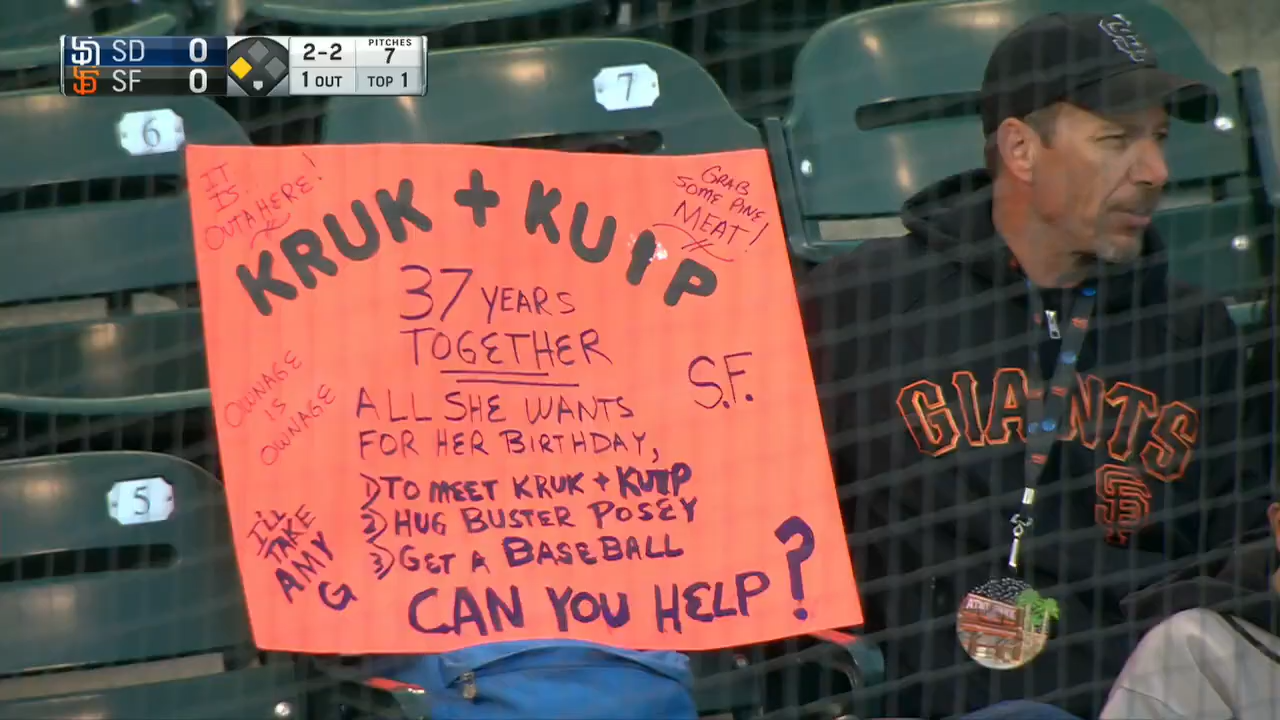 SD 0
SF 0
2-2
PITCHES
7
1 OUT
TOP 1
6
7
5
IT
IS
OUTA HERE!
KRUK + KUIP
GRAB
SOME PINE
MEAT!
37 YEARS
TOGETHER
S.F.
OWNAGE
IS
OWNAGE
ALL SHE WANTS
FOR HER BIRTHDAY,
1) TO MEET KRUK + KUIP
2) HUG BUSTER POSEY
3) GET A BASEBALL
I'LL
TAKE
AMY
G
CAN YOU HELP?
GIANTS
SF